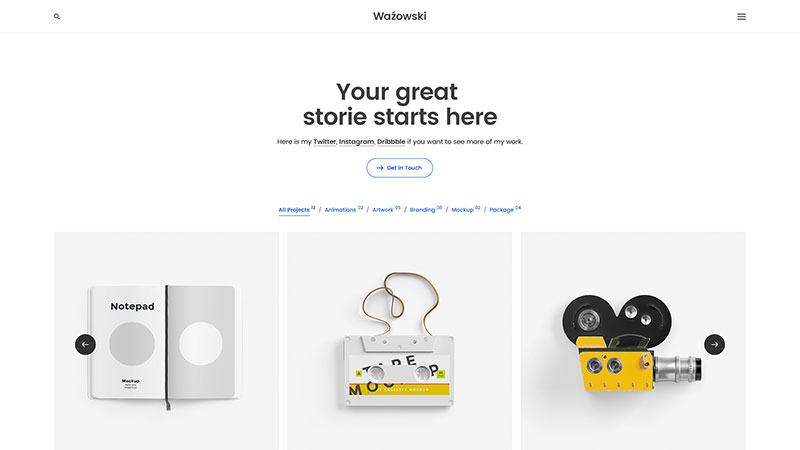 Waźowski
Your great
storie starts here
Here is my Twitter, Instagram, Dribbble if you want to see more of my work.
Get in Touch
All Projects 12 / Animations 02 / Artwork 05 / Branding 06 / Mockup 02 / Package 04
Notepad
Mockup
TAPE
MOCKUP